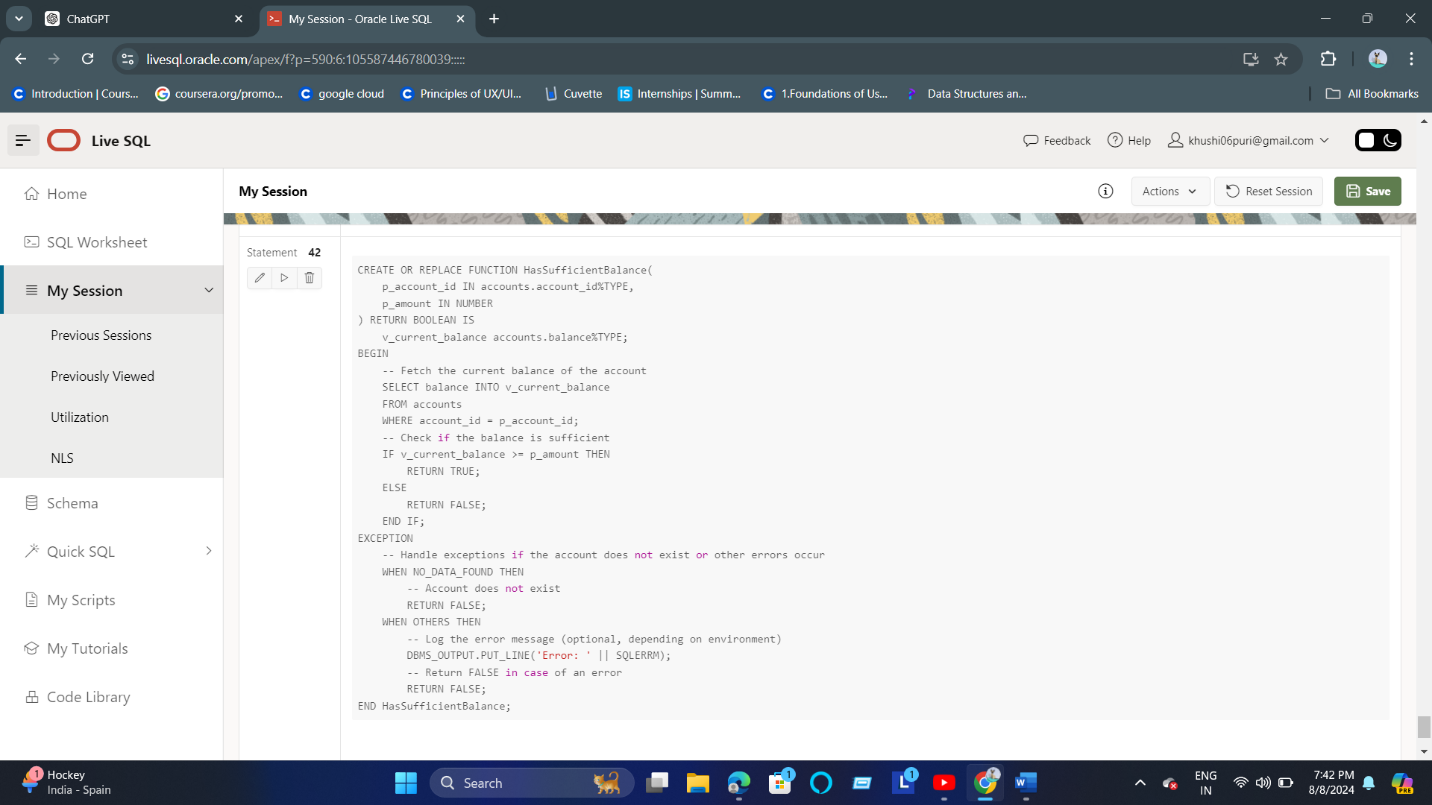 ChatGPT
My Session - Oracle Live SQL
livesql.oracle.com/apex/f?p=590:6:105587446780039:::::
Introduction | Cours...
coursera.org/promo...
google cloud
Principles of UX/UI...
Cuvette
Internships | Summ...
1.Foundations of Us...
Data Structures an...
All Bookmarks
Live SQL
Feedback
Help
khushi06puri@gmail.com
Home
SQL Worksheet
My Session
Previous Sessions
Previously Viewed
Utilization
NLS
Schema
Quick SQL
My Scripts
My Tutorials
Code Library
My Session
Actions
Reset Session
Save
Statement 42
CREATE OR REPLACE FUNCTION HasSufficientBalance(
p_account_id IN accounts.account_id%TYPE,
p_amount IN NUMBER
) RETURN BOOLEAN IS
v_current_balance accounts.balance%TYPE;
BEGIN
-- Fetch the current balance of the account
SELECT balance INTO v_current_balance
FROM accounts
WHERE account_id = p_account_id;
-- Check if the balance is sufficient
IF v_current_balance >= p_amount THEN
RETURN TRUE;
ELSE
RETURN FALSE;
END IF;
EXCEPTION
-- Handle exceptions if the account does not exist or other errors occur
WHEN NO_DATA_FOUND THEN
-- Account does not exist
RETURN FALSE;
WHEN OTHERS THEN
-- Log the error message (optional, depending on environment)
DBMS_OUTPUT.PUT_LINE('Error: ' || SQLERRM);
-- Return FALSE in case of an error
RETURN FALSE;
END HasSufficientBalance;
1
Hockey
India - Spain
Search
1
L
1
W
ENG
IN
7:42 PM
8/8/2024
PRE